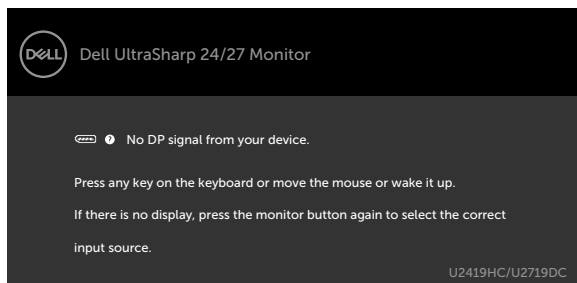 DELL
Dell UltraSharp 24/27 Monitor
? No DP signal from your device.
Press any key on the keyboard or move the mouse or wake it up.
If there is no display, press the monitor button again to select the correct
input source.
U2419HC/U2719DC